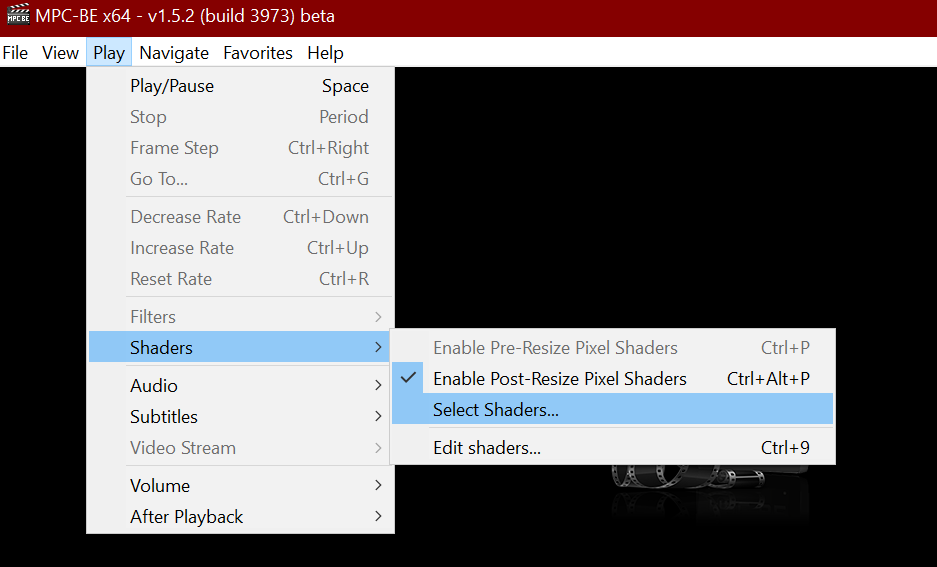 MPC-BE x64 - v1.5.2 (build 3973) beta
File View Play Navigate Favorites Help
Play/Pause Space
Stop Period
Frame Step Ctrl+Right
Go To... Ctrl+G
Decrease Rate Ctrl+Down
Increase Rate Ctrl+Up
Reset Rate Ctrl+R
Filters
Shaders
Audio
Subtitles
Video Stream
Volume
After Playback
Enable Pre-Resize Pixel Shaders Ctrl+P
Enable Post-Resize Pixel Shaders Ctrl+Alt+P
Select Shaders...
Edit shaders... Ctrl+9